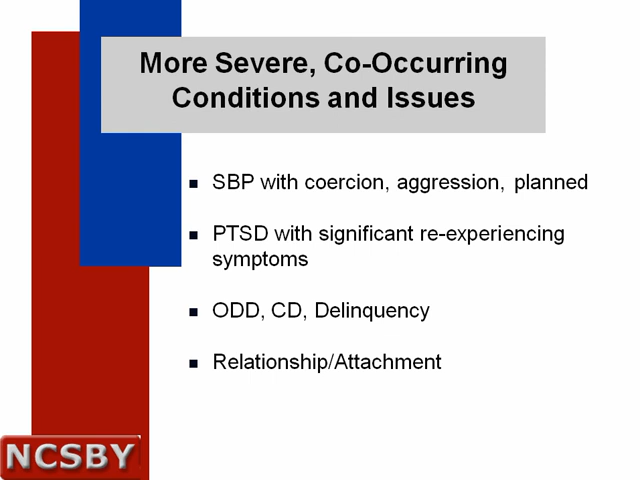 More Severe, Co-Occurring
Conditions and Issues
SBP with coercion, aggression, planned
PTSD with significant re-experiencing
symptoms
ODD, CD, Delinquency
Relationship/Attachment
NCSBY